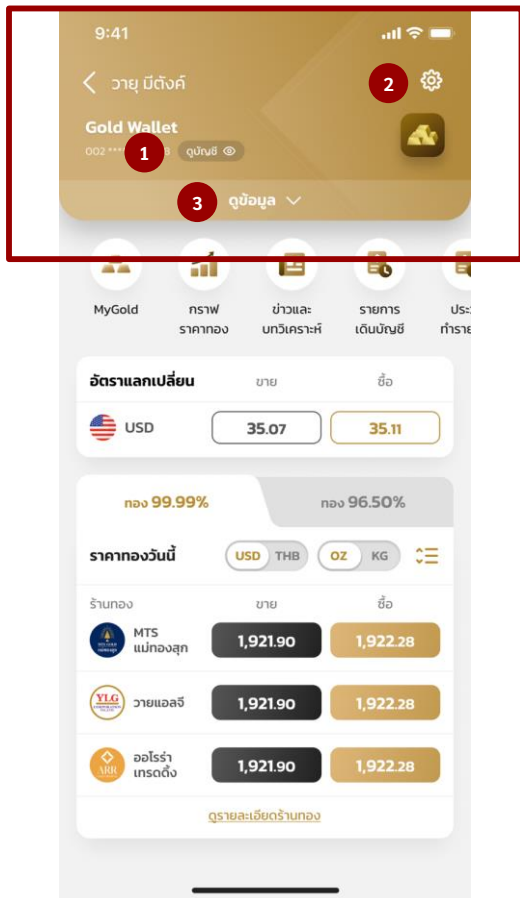 9:41
วายุ มีตังค์
2
Gold Wallet
002
1
ดูบัญชี
3
ดูข้อมูล
MyGold
กราฟ
ราคาทอง
ข่าวและ
บทวิเคราะห์
รายการ
เดินบัญชี
อัตราแลกเปลี่ยน ขาย ซื้อ
USD 35.07 35.11
ทอง 99.99% ทอง 96.50%
ราคาทองวันนี้ USD THB OZ KG
ร้านทอง ขาย ซื้อ
MTS
แม่ทองสุก
1,921.90 1,922.28
YLG
วายแอลจี 1,921.90 1,922.28
ARR
ออโรร่า
เทรดดิ้ง
1,921.90 1,922.28
ดูรายละเอียดร้านทอง